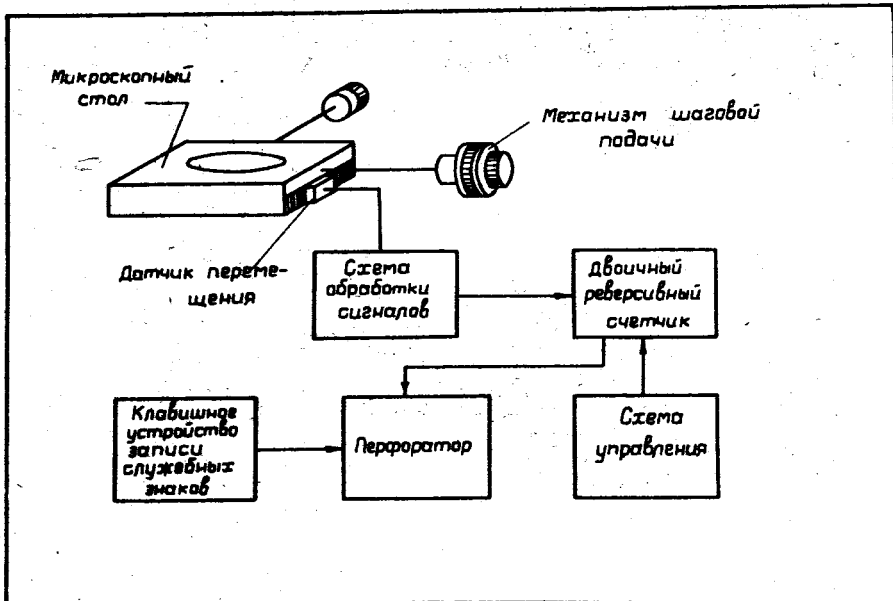 Микроскопный
стол
Механизм шаговой
подачи
Датчик переме-
щения
Схема
обработки
сигналов
Двоичный
реверсивный
счетчик
Клавишное
устройство
записи
служебных
знаков
Перфоратор
Схема
управления